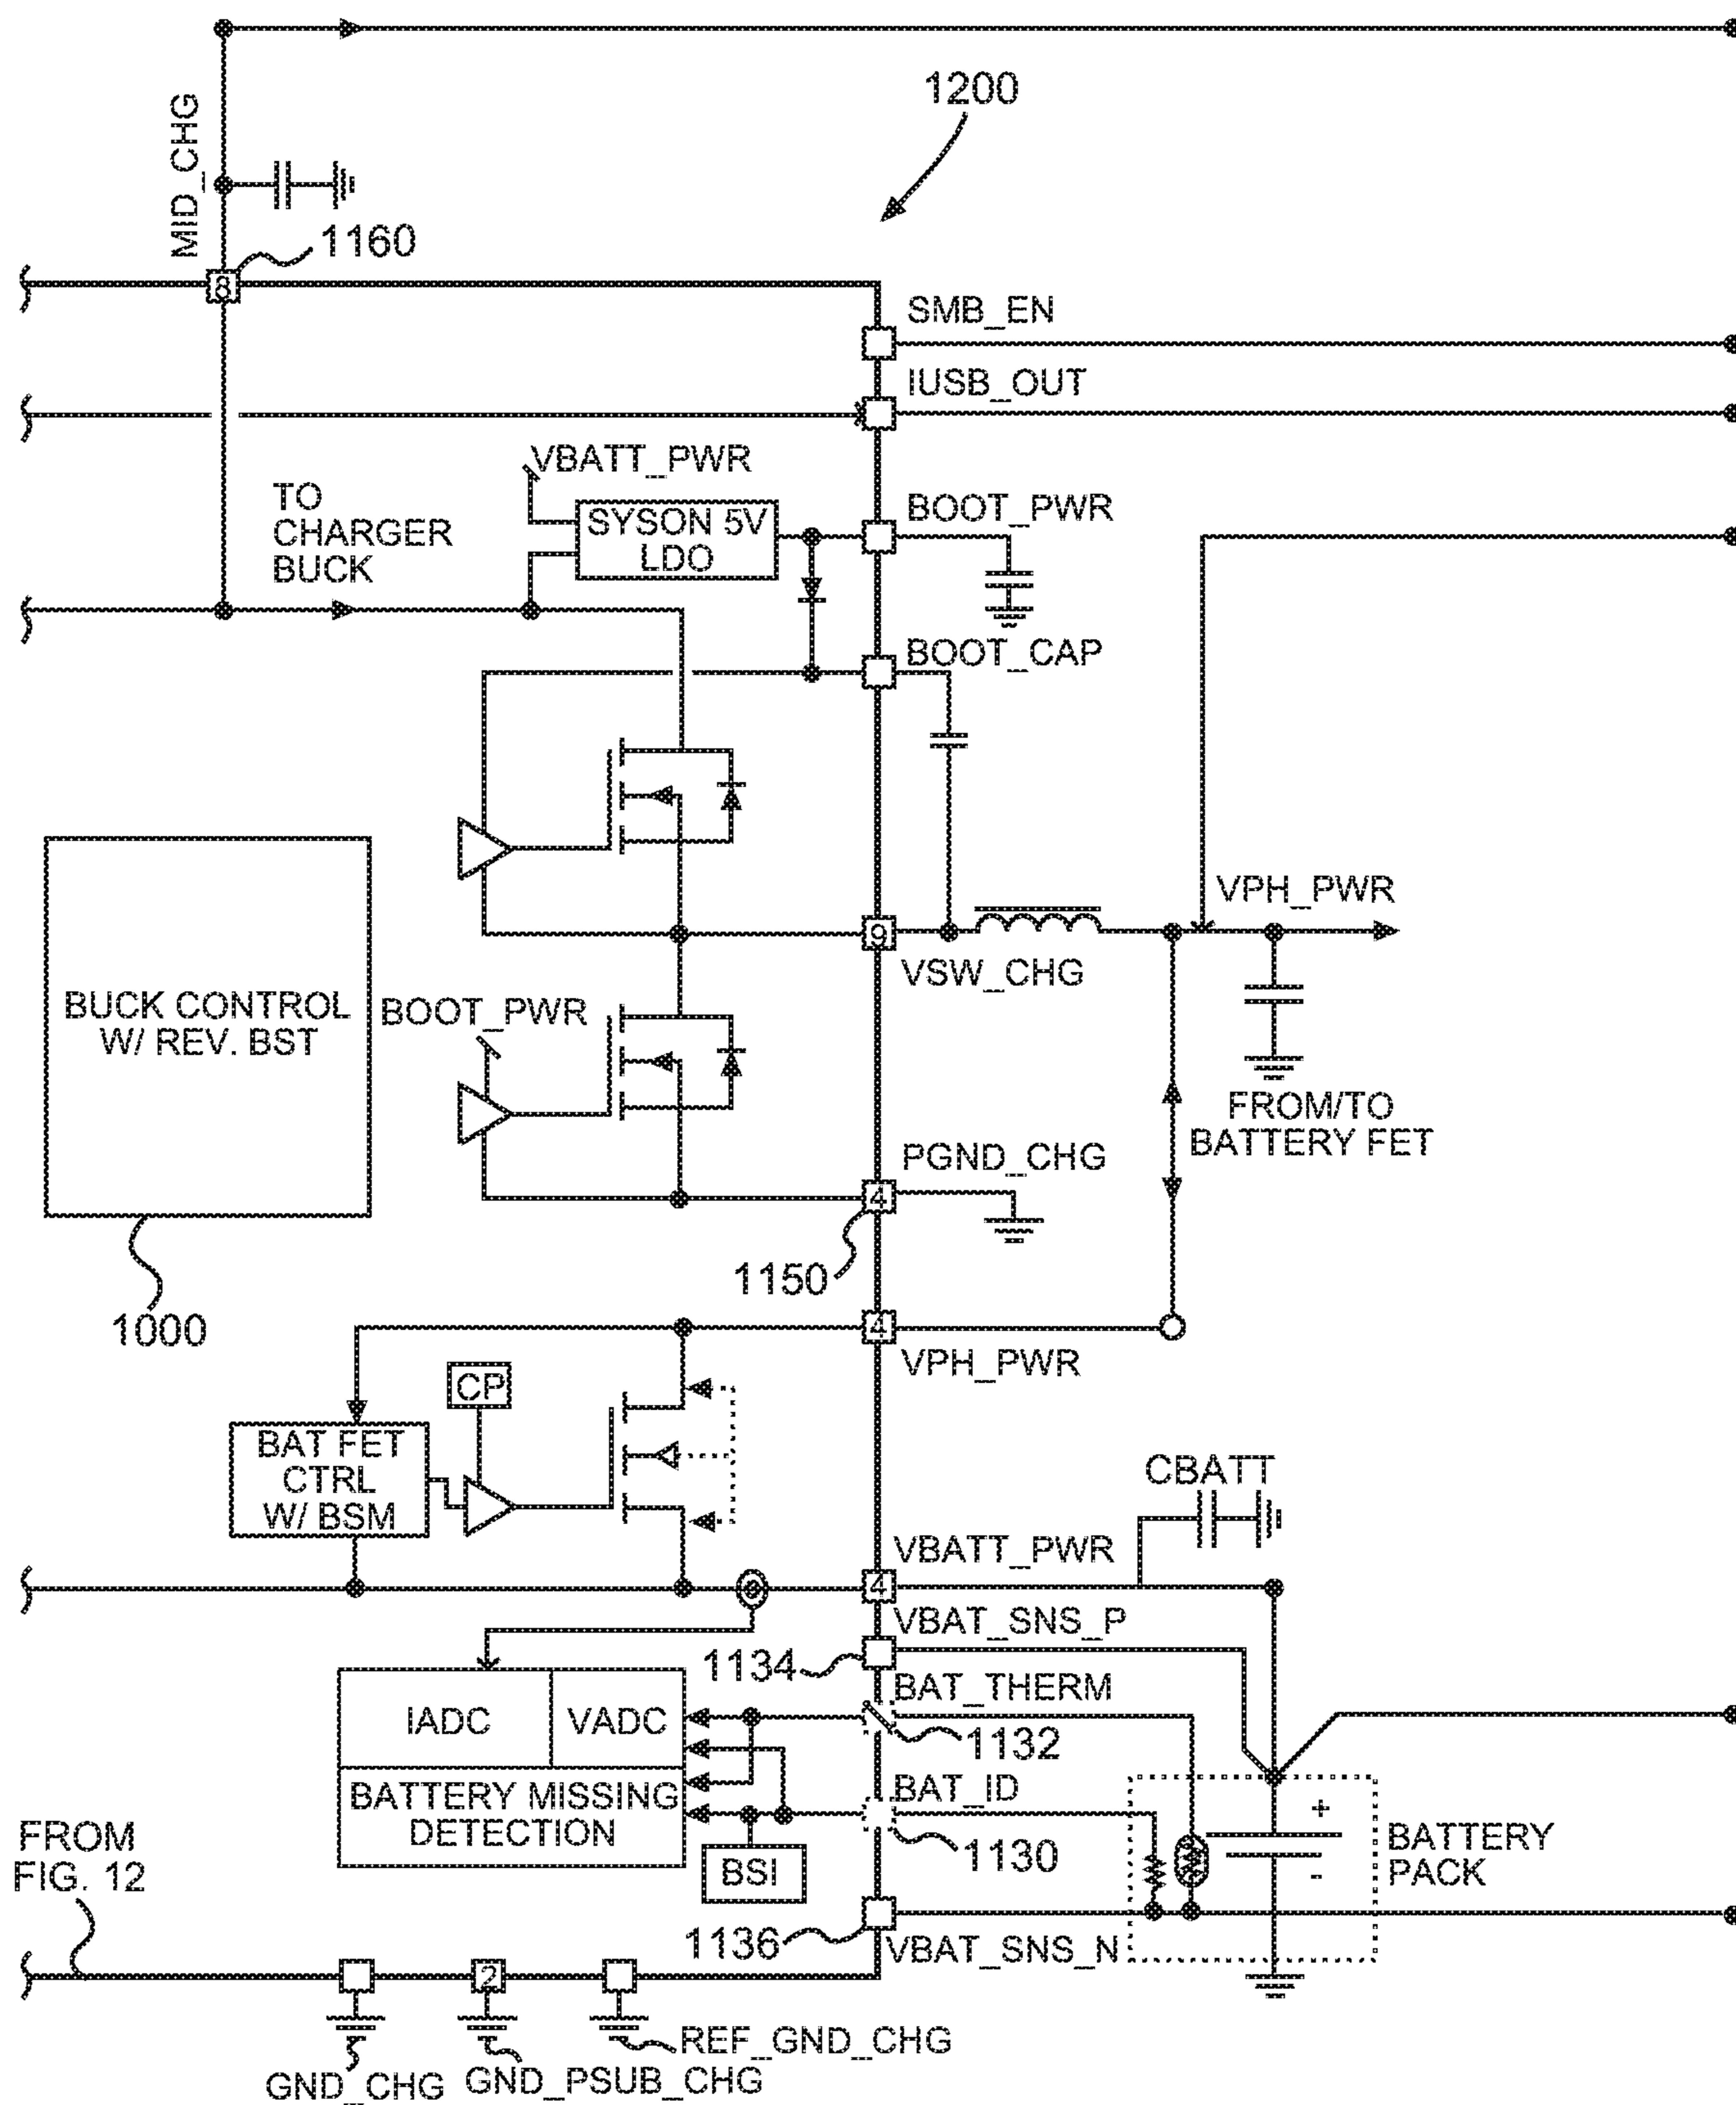 1200
MID_CHG
1160
8
SMB_EN
IUSB_OUT
VBATT_PWR
TO
CHARGER
BUCK
SYSON 5V
LDO
BOOT_PWR
BOOT_CAP
VPH_PWR
9
VSW_CHG
BUCK CONTROL
W/ REV. BST
BOOT_PWR
FROM/TO
BATTERY FET
PGND_CHG
4
1150
1000
4
VPH_PWR
CP
BAT FET
CTRL
W/ BSM
CBATT
VBATT_PWR
4
VBAT_SNS_P
1134
BAT_THERM
IADC
VADC
1132
BATTERY MISSING
DETECTION
BAT_ID
+
-
BATTERY
PACK
FROM
FIG. 12
1130
BSI
1136
VBAT_SNS_N
2
REF_GND_CHG
GND_CHG
GND_PSUB_CHG